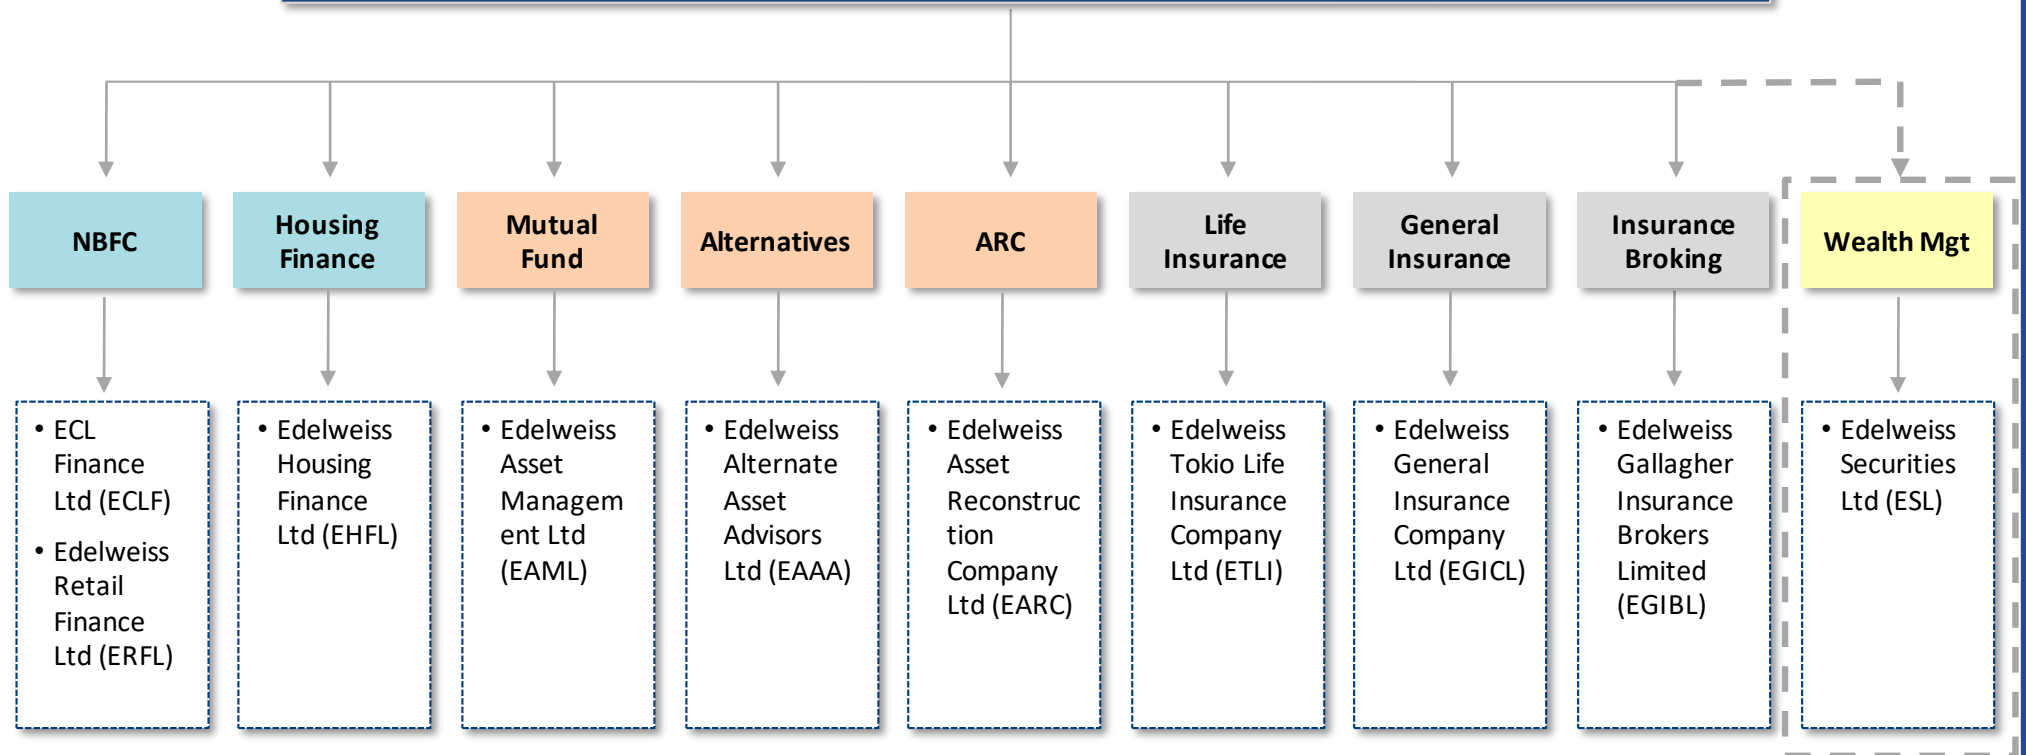 NBFC
Housing
Finance
Mutual
Fund
Alternatives
ARC
Life
Insurance
General
Insurance
Insurance
Broking
Wealth Mgt
• ECL
Finance
Ltd (ECLF)
• Edelweiss
Retail
Finance
Ltd (ERFL)
• Edelweiss
Housing
Finance
Ltd (EHFL)
• Edelweiss
Asset
Managem
ent Ltd
(EAML)
• Edelweiss
Alternate
Asset
Advisors
Ltd (EAAA)
• Edelweiss
Asset
Reconstruc
tion
Company
Ltd (EARC)
• Edelweiss
Tokio Life
Insurance
Company
Ltd (ETLI)
• Edelweiss
General
Insurance
Company
Ltd (EGICL)
• Edelweiss
Gallagher
Insurance
Brokers
Limited
(EGIBL)
• Edelweiss
Securities
Ltd (ESL)